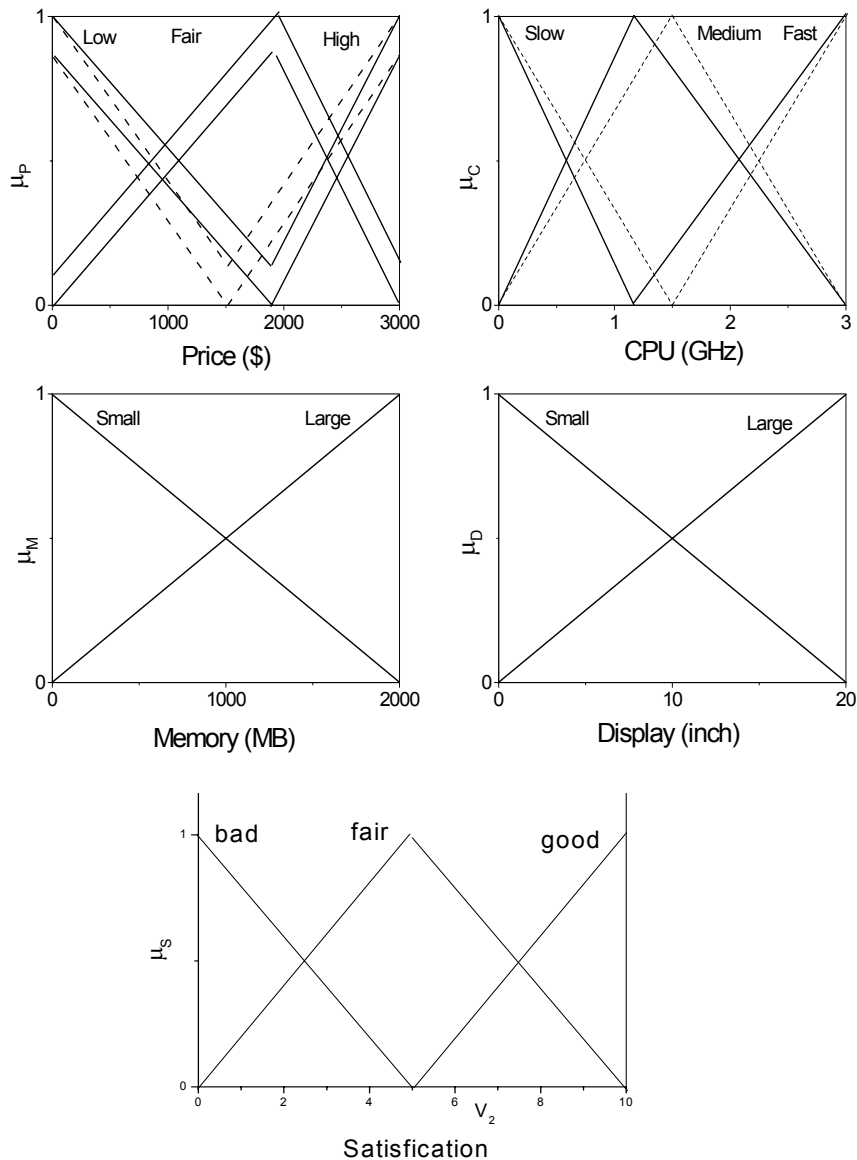 1
Low
Fair
High
μP
0
0
1000
2000
3000
Price ($)
1
Slow
Medium
Fast
μC
0
0
1
2
3
CPU (GHz)
1
Small
Large
μM
0
0
1000
2000
Memory (MB)
1
Small
Large
μD
0
0
10
20
Display (inch)
1
bad
fair
good
μS
0
0
2
4
6
8
10
V2
Satisfication